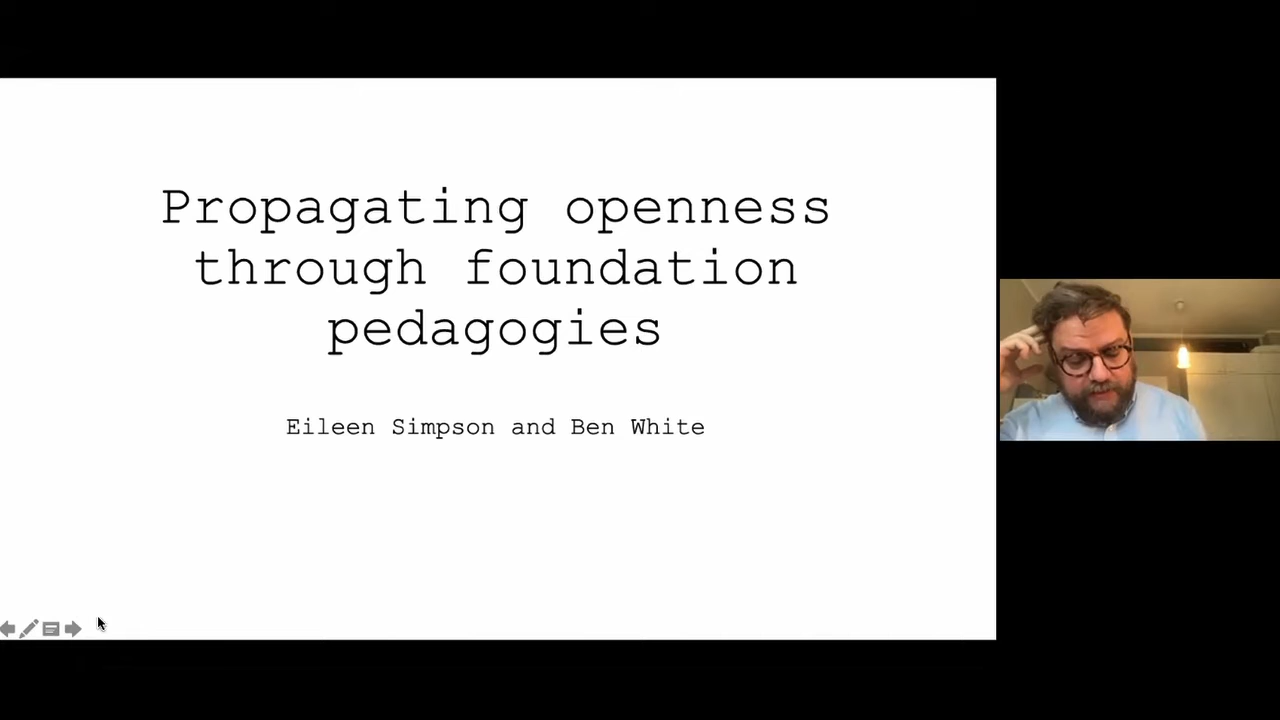 Propagating openness
through foundation
pedagogies
Eileen Simpson and Ben White